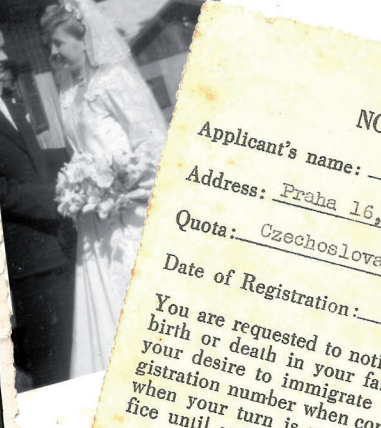 NO
Applicant's name:
Address: Praha 16,
Quota: Czechoslova
Date of Registration:
You are requested to noti
birth or death in your fa
your desire to immigrate
gistration number when co
when your turn is
fice until